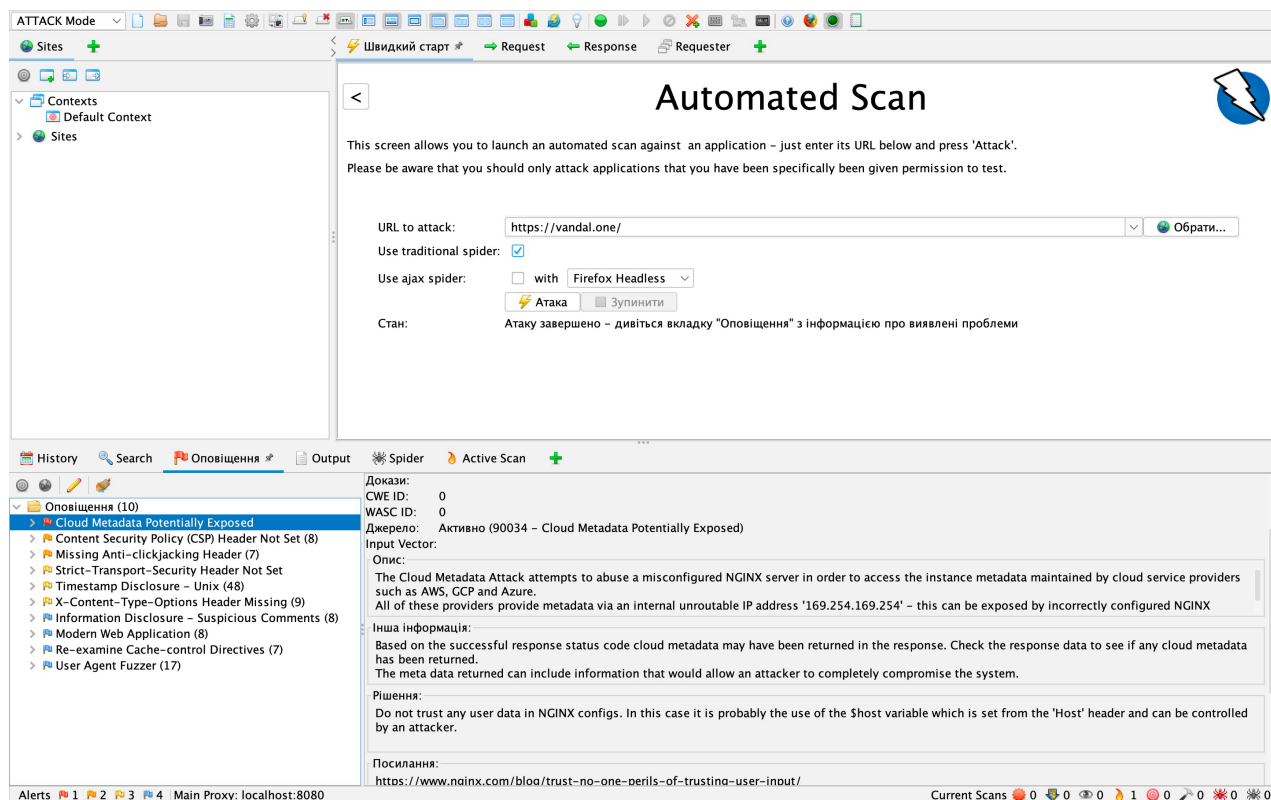 ATTACK Mode
Sites
Швидкий старт
Request
Response
Requester
Contexts
Default Context
Sites
<
Automated Scan
This screen allows you to launch an automated scan against  an application – just enter its URL below and press 'Attack'.
Please be aware that you should only attack applications that you have been specifically been given permission to test.
URL to attack:
https://vandal.one/
Обрати...
Use traditional spider:
Use ajax spider:
with
Firefox Headless
Атака
Зупинити
Стан:
Атаку завершено – дивіться вкладку "Оповіщення" з інформацією про виявлені проблеми
History
Search
Оповіщення
Output
Spider
Active Scan
Оповіщення (10)
Cloud Metadata Potentially Exposed
Content Security Policy (CSP) Header Not Set (8)
Missing Anti-clickjacking Header (7)
Strict-Transport-Security Header Not Set
Timestamp Disclosure – Unix (48)
X-Content-Type-Options Header Missing (9)
Information Disclosure – Suspicious Comments (8)
Modern Web Application (8)
Re-examine Cache-control Directives (7)
User Agent Fuzzer (17)
Докази:
CWE ID: 0
WASC ID: 0
Джерело: Активно (90034 – Cloud Metadata Potentially Exposed)
Input Vector:
Опис:
The Cloud Metadata Attack attempts to abuse a misconfigured NGINX server in order to access the instance metadata maintained by cloud service providers
such as AWS, GCP and Azure.
All of these providers provide metadata via an internal unroutable IP address '169.254.169.254' – this can be exposed by incorrectly configured NGINX
Інша інформація:
Based on the successful response status code cloud metadata may have been returned in the response. Check the response data to see if any cloud metadata
has been returned.
The meta data returned can include information that would allow an attacker to completely compromise the system.
Рішення:
Do not trust any user data in NGINX configs. In this case it is probably the use of the $host variable which is set from the 'Host' header and can be controlled
by an attacker.
Посилання:
https://www.nginx.com/blog/trust-no-one-perils-of-trusting-user-input/
Alerts 1 2 3 4 Main Proxy: localhost:8080
Current Scans 0 0 0 1 0 0 0 0